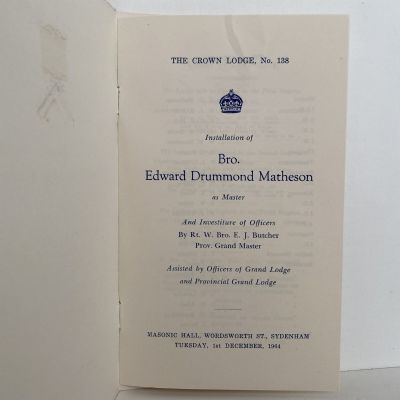 THE CROWN LODGE, No. 138
Installation of
Bro.
Edward Drummond Matheson
as Master
And Investiture of Officers
By Rt. W. Bro. E. J. Butcher
Prov. Grand Master
Assisted by Officers of Grand Lodge
and Provincial Grand Lodge
MASONIC HALL, WORDSWORTH ST., SYDENHAM
TUESDAY, 1st DECEMBER, 1964